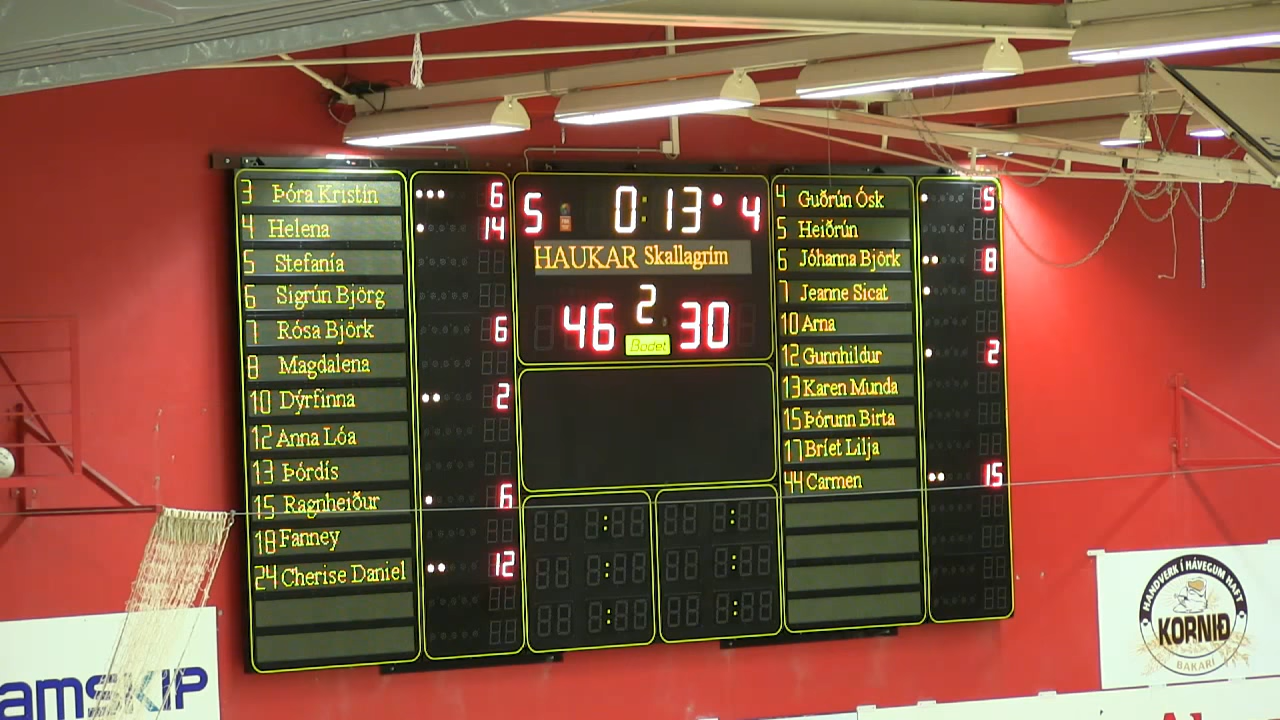 3 Þóra Kristín 6
4 Helena 14
5 Stefanía
6 Sigrún Björg
7 Rósa Björk 6
8 Magdalena
10 Dýrfinna 2
12 Anna Lóa
13 Þórdís
15 Ragnheiður 6
18 Fanney
24 Cherise Daniel 12
5 0:13 4
HAUKAR Skallagrím
2
46 30
Bodet
4 Guðrún Ósk 5
5 Heiðrún
6 Jóhanna Björk 8
7 Jeanne Sicat
10 Arna
12 Gunnhildur 2
13 Karen Munda
15 Þórunn Birta
17 Bríet Lilja
44 Carmen 15
HANDVERK Í HÁVEGUM HAFT
KORNIÐ
BAKARÍ
AMSKIP